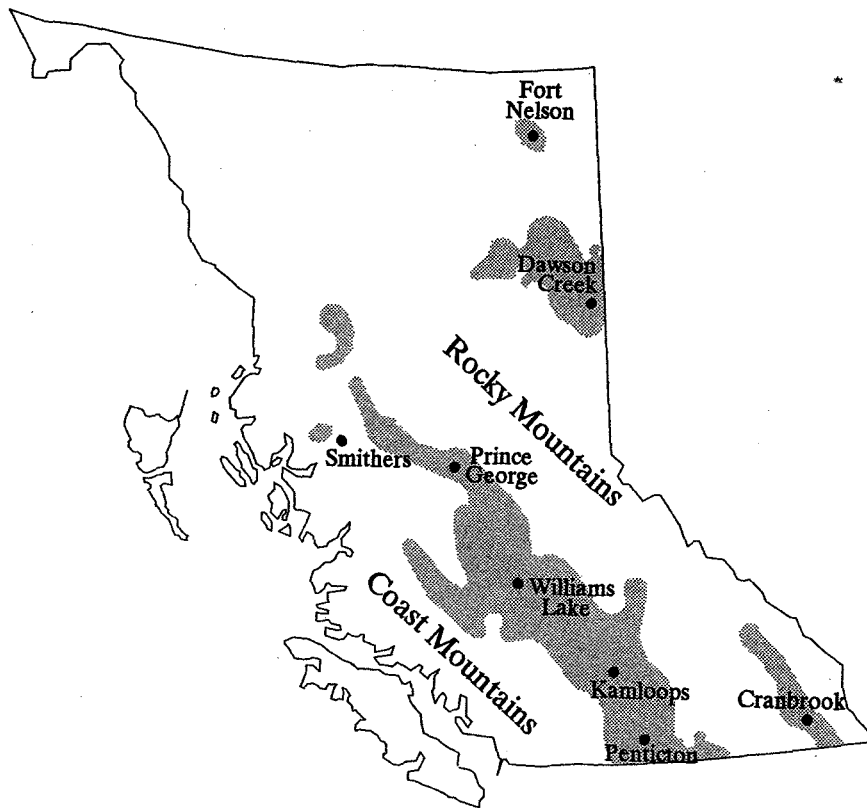 Fort
Nelson
*
Dawson
Creek
Rocky Mountains
Smithers
Prince
George
Coast Mountains
Williams
Lake
Kamloops
Cranbrook
Penticton